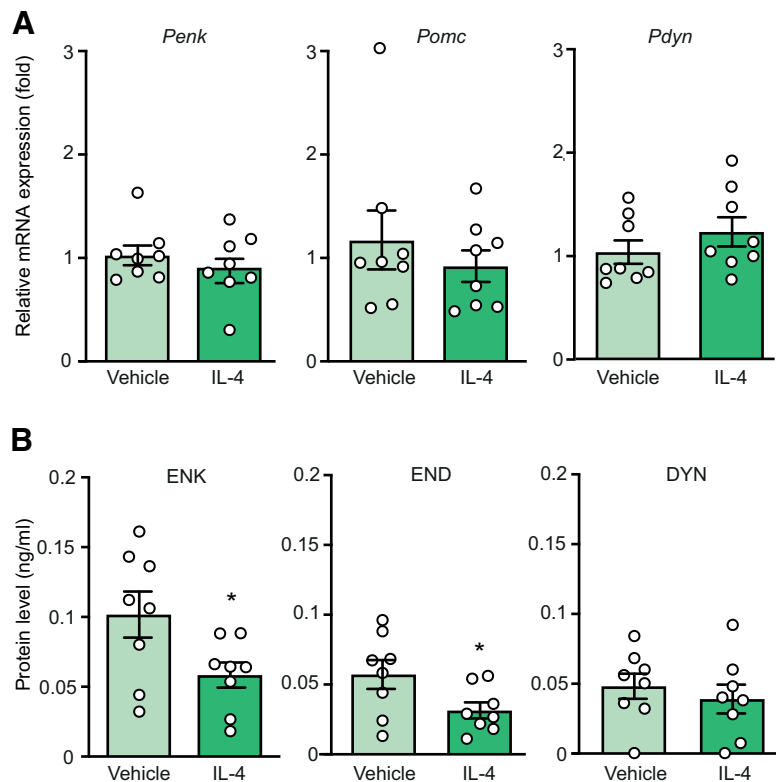 A
Penk
Pomc
Pdyn
Relative mRNA expression (fold)
3
2
1
0
Vehicle IL-4
3
2
1
0
Vehicle IL-4
3
2
1
0
Vehicle IL-4
B
ENK
END
DYN
Protein level (ng/ml)
0.2
0.15
0.1
0.05
0
*
Vehicle IL-4
0.2
0.15
0.1
0.05
0
*
Vehicle IL-4
0.2
0.15
0.1
0.05
0
Vehicle IL-4